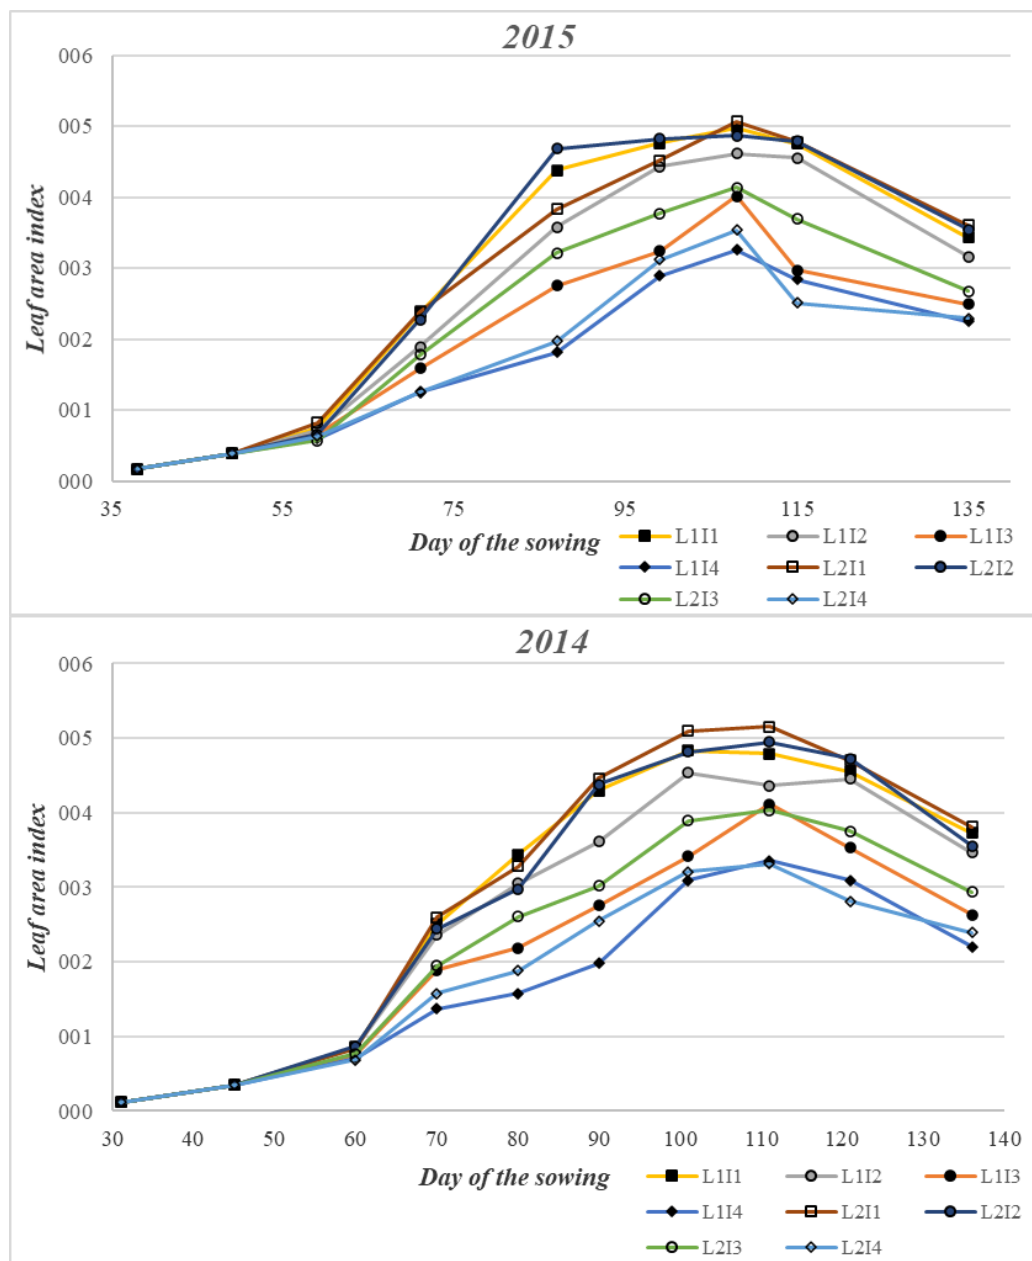 2015
006
005
004
003
002
001
000
Leaf area index
35 55 75 95 115 135
Day of the sowing
L1I1 L1I2 L1I3
L1I4 L2I1 L2I2
L2I3 L2I4
2014
006
005
004
003
002
001
000
Leaf area index
30 40 50 60 70 80 90 100 110 120 130 140
Day of the sowing
L1I1 L1I2 L1I3
L1I4 L2I1 L2I2
L2I3 L2I4